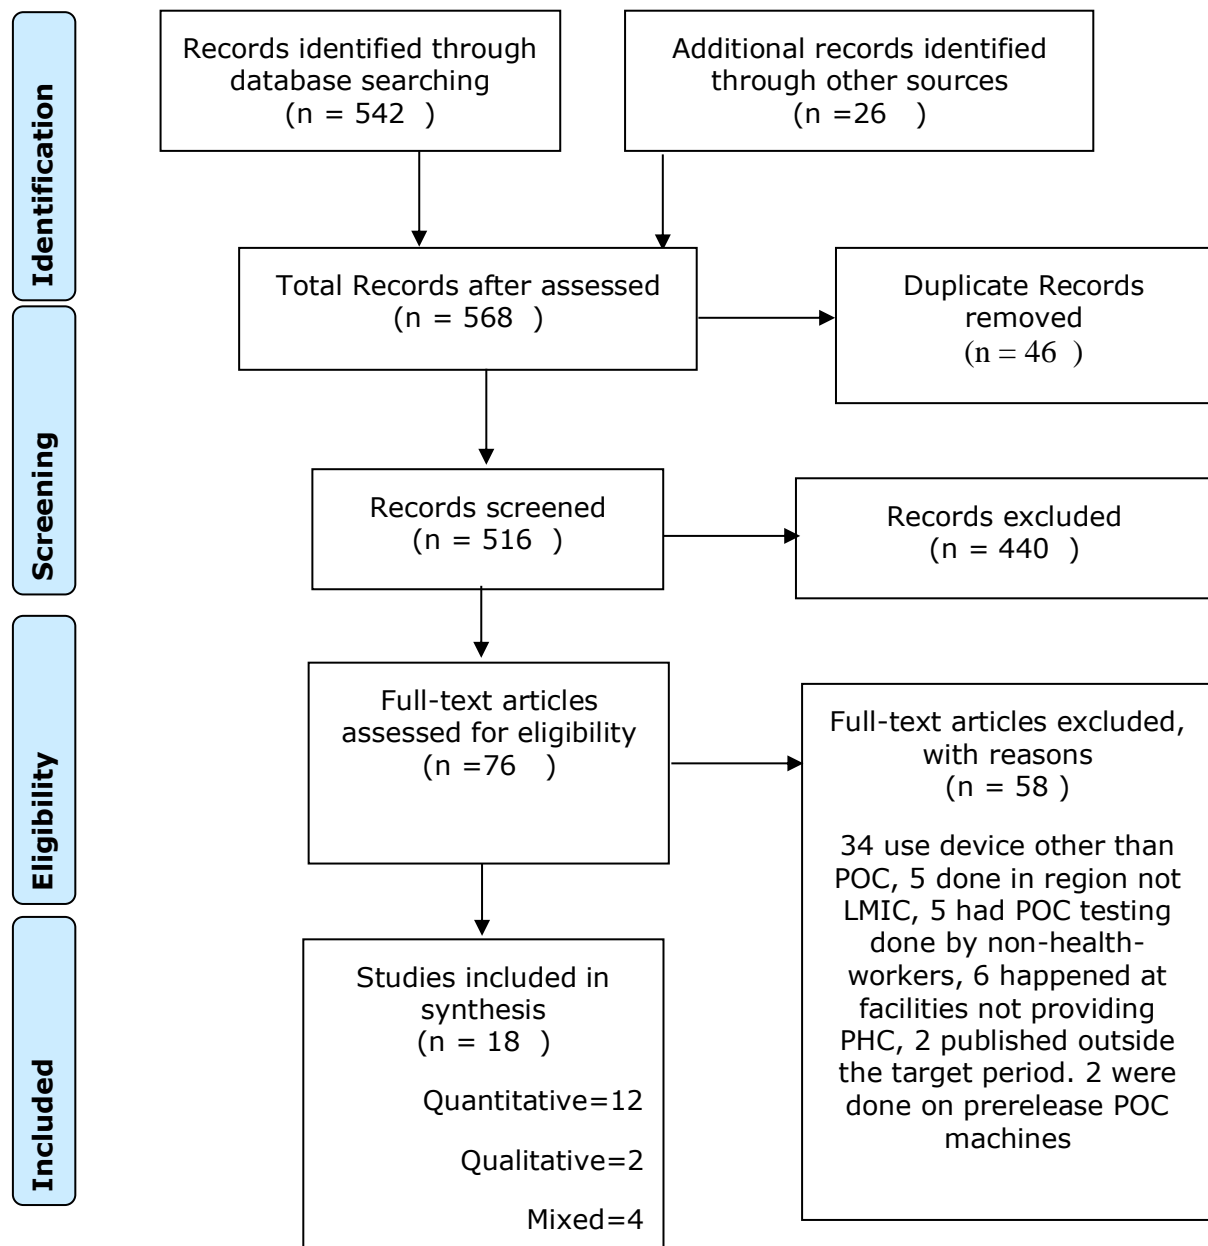 Identification
Records identified through
database searching
(n = 542  )
Additional records identified
through other sources
(n =26   )
Total Records after assessed
(n = 568  )
Duplicate Records
removed
(n = 46  )
Screening
Records screened
(n = 516  )
Records excluded
(n = 440  )
Eligibility
Full-text articles
assessed for eligibility
(n =76   )
Full-text articles excluded,
with reasons
(n = 58 )
34 use device other than
POC, 5 done in region not
LMIC, 5 had POC testing
done by non-health-
workers, 6 happened at
facilities not providing
PHC, 2 published outside
the target period. 2 were
done on prerelease POC
machines
Included
Studies included in
synthesis
(n = 18  )
Quantitative=12
Qualitative=2
Mixed=4